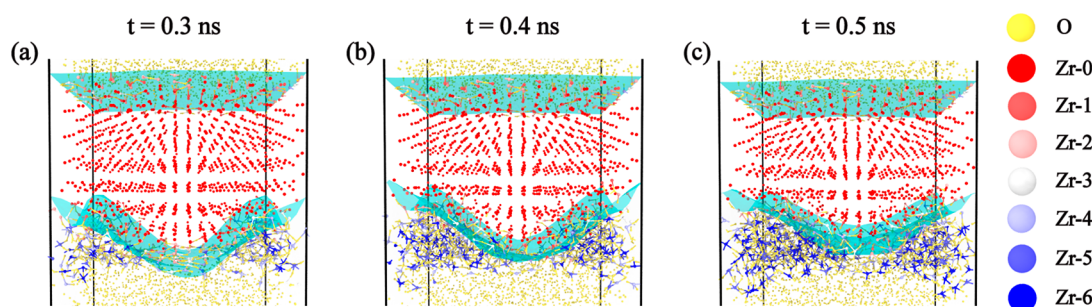 t = 0.3 ns
t = 0.4 ns
t = 0.5 ns
(a)
(b)
(c)
O
Zr-0
Zr-1
Zr-2
Zr-3
Zr-4
Zr-5
Zr-6